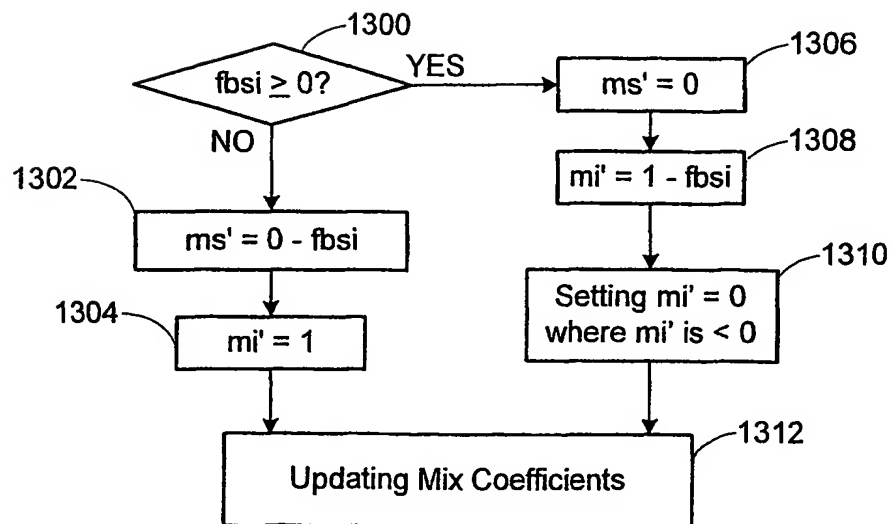 1300
fbsi ≥ 0?
YES
NO
1306
ms' = 0
1308
mi' = 1 - fbsi
1302
ms' = 0 - fbsi
1310
Setting mi' = 0
where mi' is < 0
1304
mi' = 1
1312
Updating Mix Coefficients